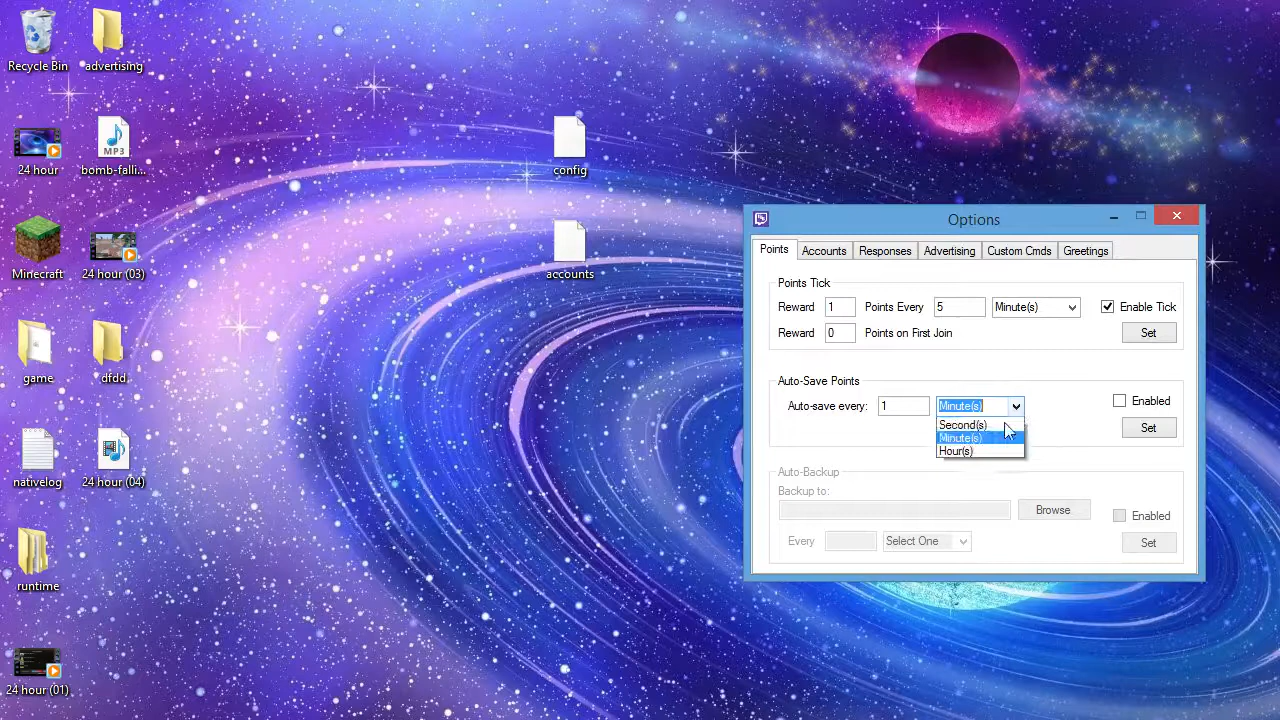 Recycle Bin
advertising
24 hour
MP3
bomb-falli...
config
Minecraft
24 hour (03)
accounts
game
dfdd
nativelog
24 hour (04)
runtime
24 hour (01)
Options
Points
Accounts
Responses
Advertising
Custom Cmds
Greetings
Points Tick
Reward 1 Points Every 5 Minute(s) Enable Tick
Reward 0 Points on First Join Set
Auto-Save Points
Auto-save every: 1 Minute(s) Enabled
Second(s)
Set
Minute(s)
Hour(s)
Auto-Backup
Backup to:
Browse
Enabled
Every Select One Set